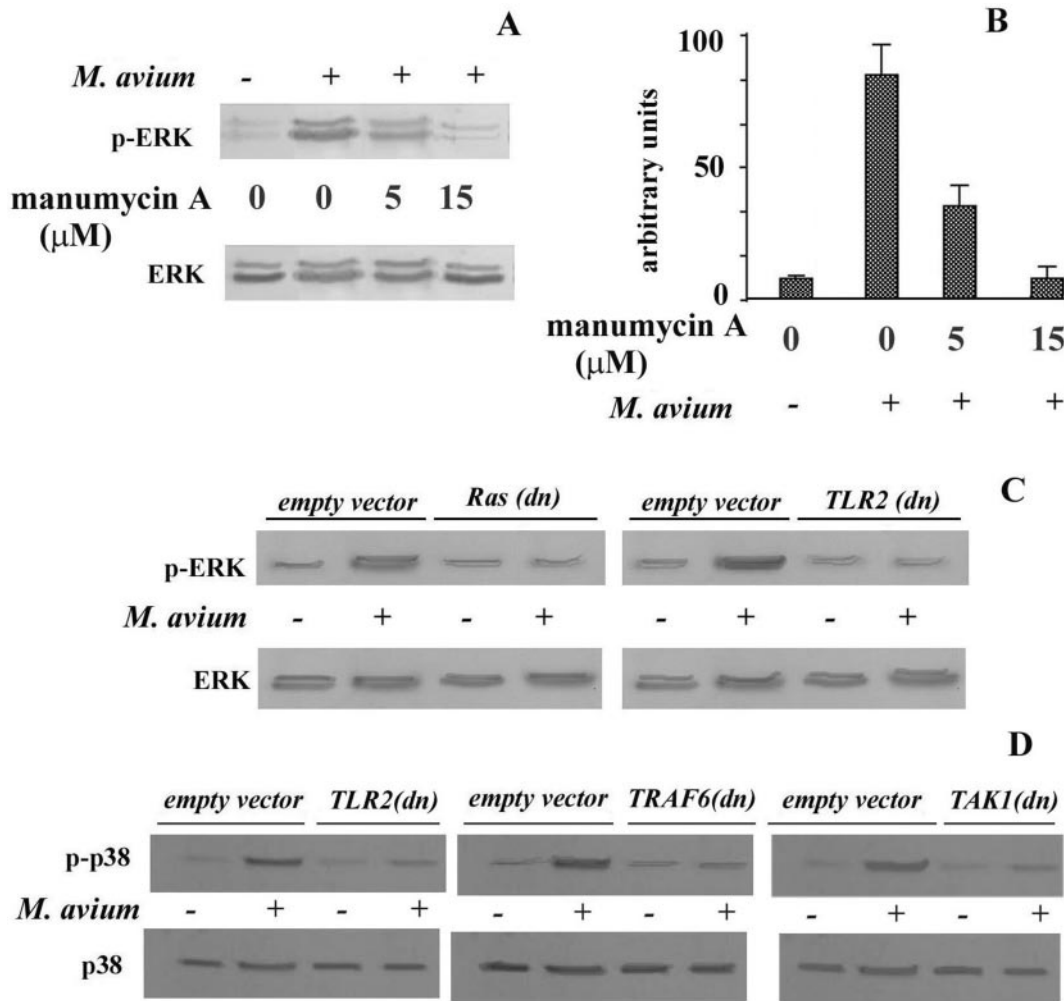 A
M. avium - + + +
p-ERK
manumycin A 0 0 5 15
(μM)
ERK
B
100
50
0
arbitrary units
manumycin A 0 0 5 15
(μM)
M. avium - + + +
C
empty vector Ras (dn) empty vector TLR2 (dn)
p-ERK
M. avium - + - + - + - +
ERK
D
empty vector TLR2(dn) empty vector TRAF6(dn) empty vector TAK1(dn)
p-p38
M. avium - + - + - + - + - + - +
p38